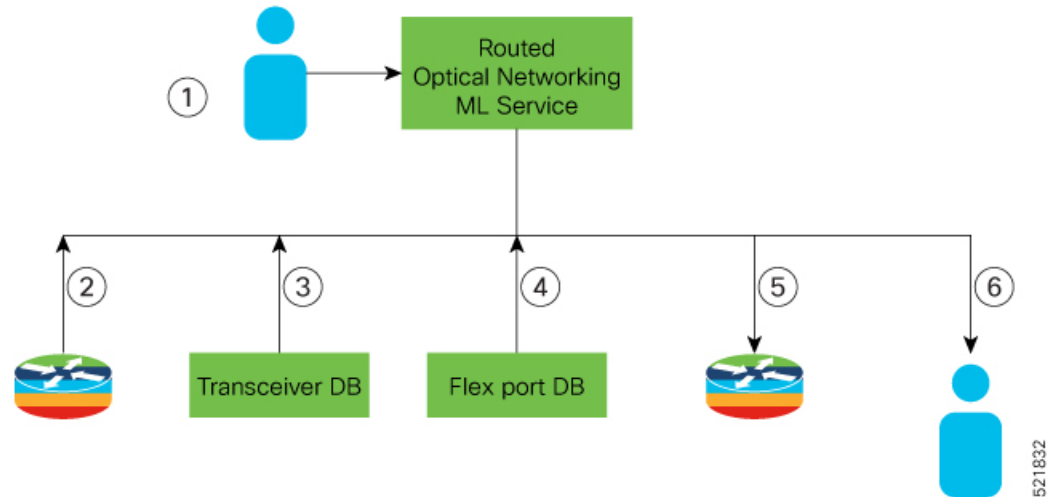 Routed
Optical Networking
ML Service
1
2
3
4
5
6
Transceiver DB
Flex port DB
521832